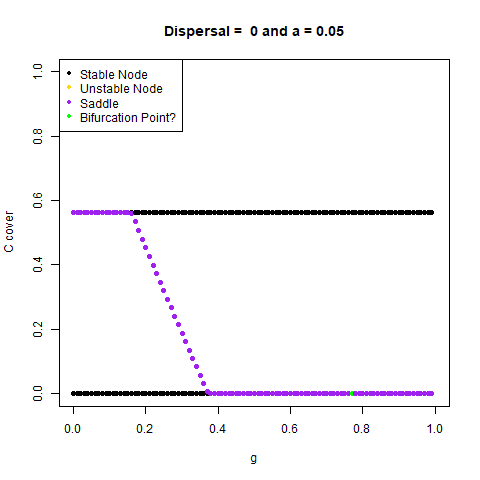 Dispersal =  0 and a = 0.05
Stable Node
Unstable Node
Saddle
Bifurcation Point?
C cover
1.0
0.8
0.6
0.4
0.2
0.0
0.0 0.2 0.4 0.6 0.8 1.0
g